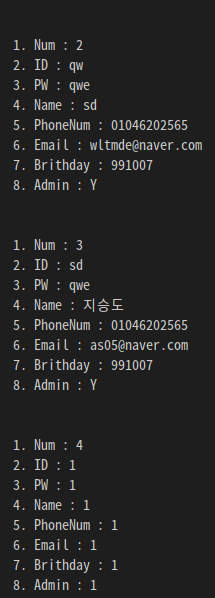 1. Num : 2
2. ID : qw
3. PW : qwe
4. Name : sd
5. PhoneNum : 01046202565
6. Email : wltmde@naver.com
7. Brithday : 991007
8. Admin : Y
1. Num : 3
2. ID : sd
3. PW : qwe
4. Name : 지승도
5. PhoneNum : 01046202565
6. Email : as05@naver.com
7. Brithday : 991007
8. Admin : Y
1. Num : 4
2. ID : 1
3. PW : 1
4. Name : 1
5. PhoneNum : 1
6. Email : 1
7. Brithday : 1
8. Admin : 1